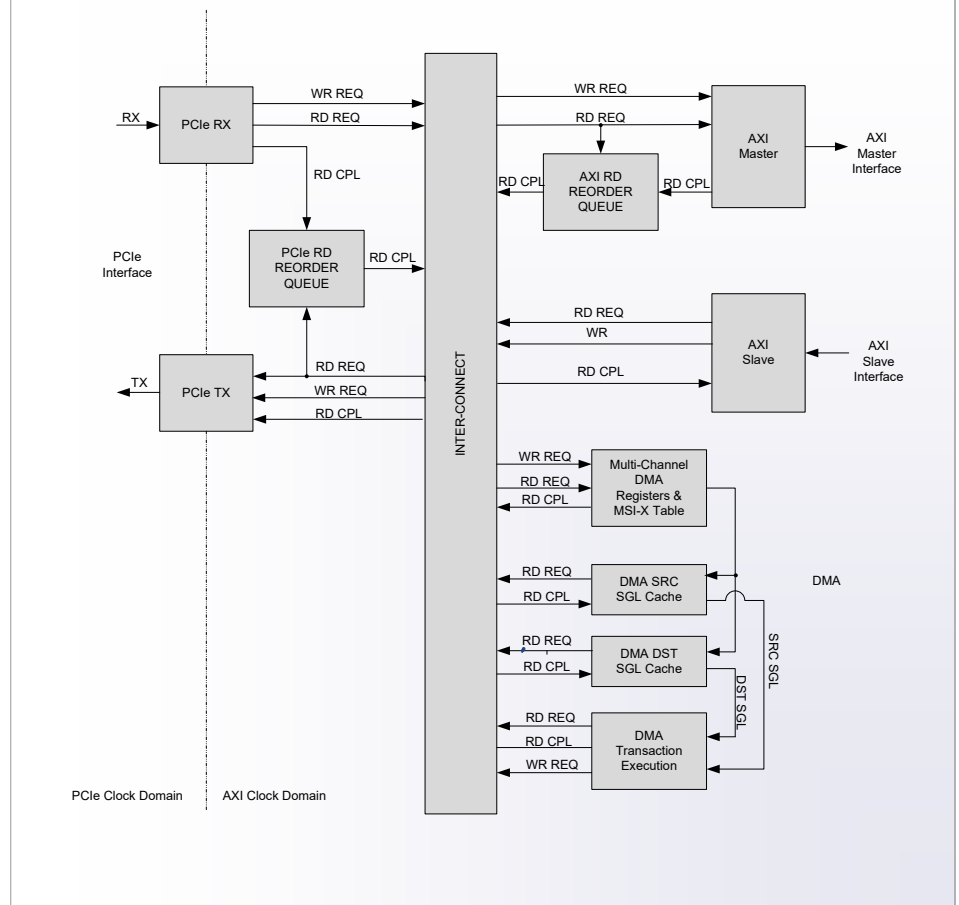 WR REQ
RX
PCIe RX
RD REQ
RD CPL
PCIe
Interface
PCIe RD
REORDER
QUEUE
RD CPL
TX
PCIe TX
RD REQ
WR REQ
RD CPL
PCIe Clock Domain
AXI Clock Domain
INTER-CONNECT
WR REQ
RD REQ
AXI
Master
AXI
Master
Interface
RD CPL
AXI RD
REORDER
QUEUE
RD CPL
RD REQ
WR
RD CPL
AXI
Slave
AXI
Slave
Interface
WR REQ
RD REQ
RD CPL
Multi-Channel
DMA
Registers &
MSI-X Table
RD REQ
RD CPL
DMA SRC
SGL Cache
DMA
RD REQ
RD CPL
DMA DST
SGL Cache
SRC SGL
DST SGL
RD REQ
RD CPL
WR REQ
DMA
Transaction
Execution